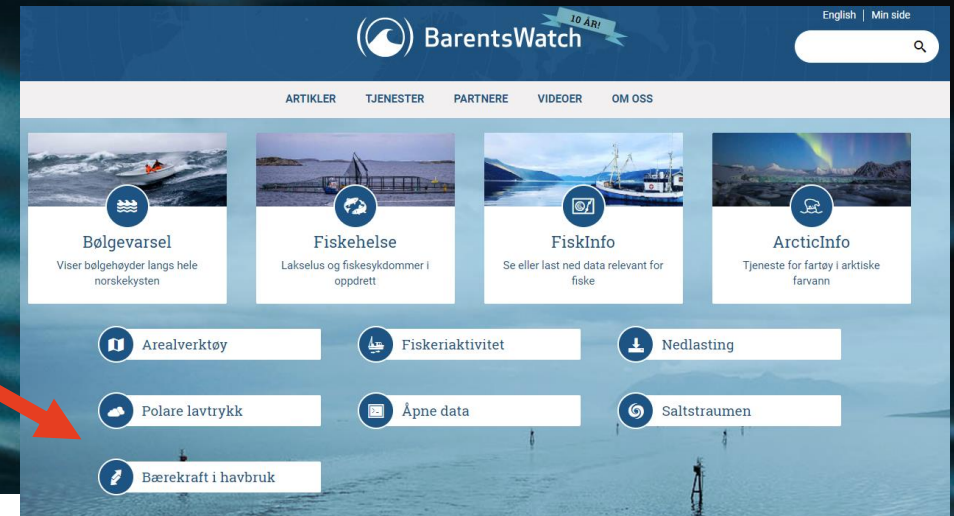 English | Min side
BarentsWatch
10 ÅR!
ARTIKLER TJENESTER PARTNERE VIDEOER OM OSS
Bølgevarsel
Viser bølgehøyder langs hele
norskekysten
Fiskehelse
Lakselus og fiskesykdommer i
oppdrett
FiskInfo
Se eller last ned data relevant for
fiske
ArcticInfo
Tjeneste for fartøy i arktiske
farvann
Arealverktøy
Fiskeriaktivitet
Nedlasting
Polare lavtrykk
Åpne data
Saltstraumen
Bærekraft i havbruk